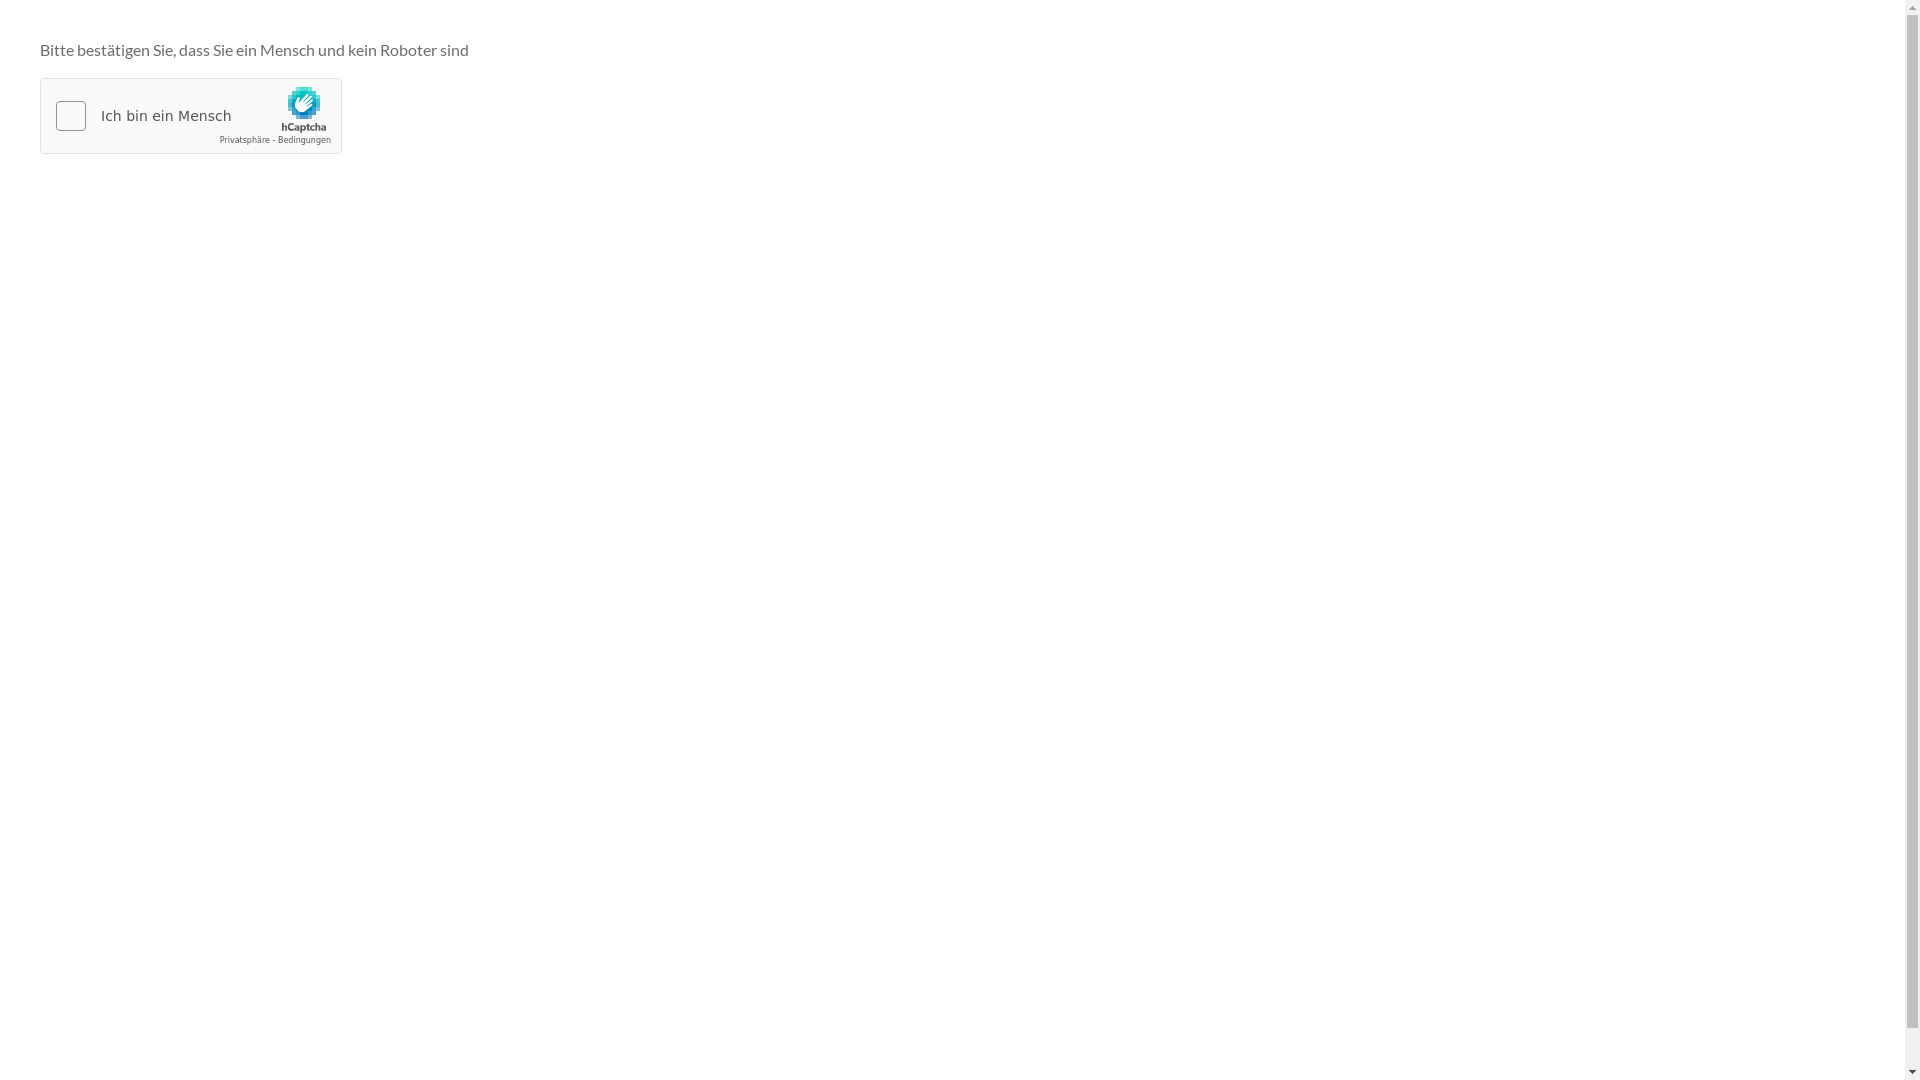 Bitte bestätigen Sie, dass Sie ein Mensch und kein Roboter sind
Ich bin ein Mensch
hCaptcha
Privatsphäre - Bedingungen